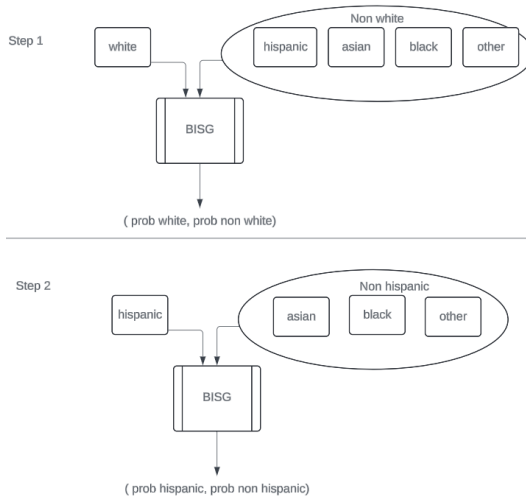 Non white
Step 1
white
hispanic
asian
black
other
BISG
( prob white, prob non white)
Step 2
Non hispanic
hispanic
asian
black
other
BISG
( prob hispanic, prob non hispanic)